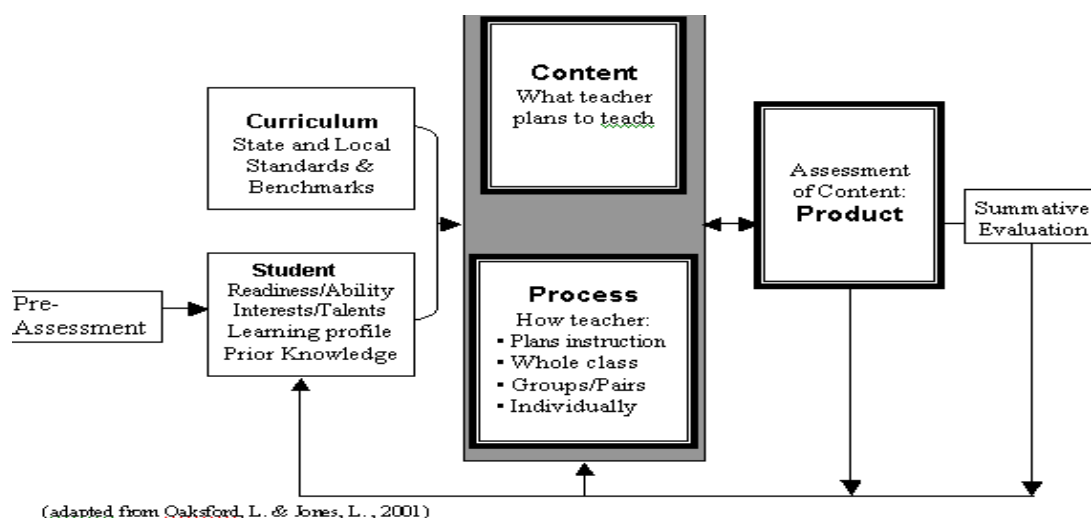 Content
What teacher
plans to teach
Curriculum
State and Local
Standards &
Benchmarks
Assessment
of Content:
Product
Summative
Evaluation
Student
Readiness/Ability
Interests/Talents
Learning profile
Prior Knowledge
Pre-
Assessment
Process
How teacher:
▪ Plans instruction
▪ Whole class
▪ Groups/Pairs
▪ Individually
(adapted from Oaksford, L. & Jones, L., 2001)